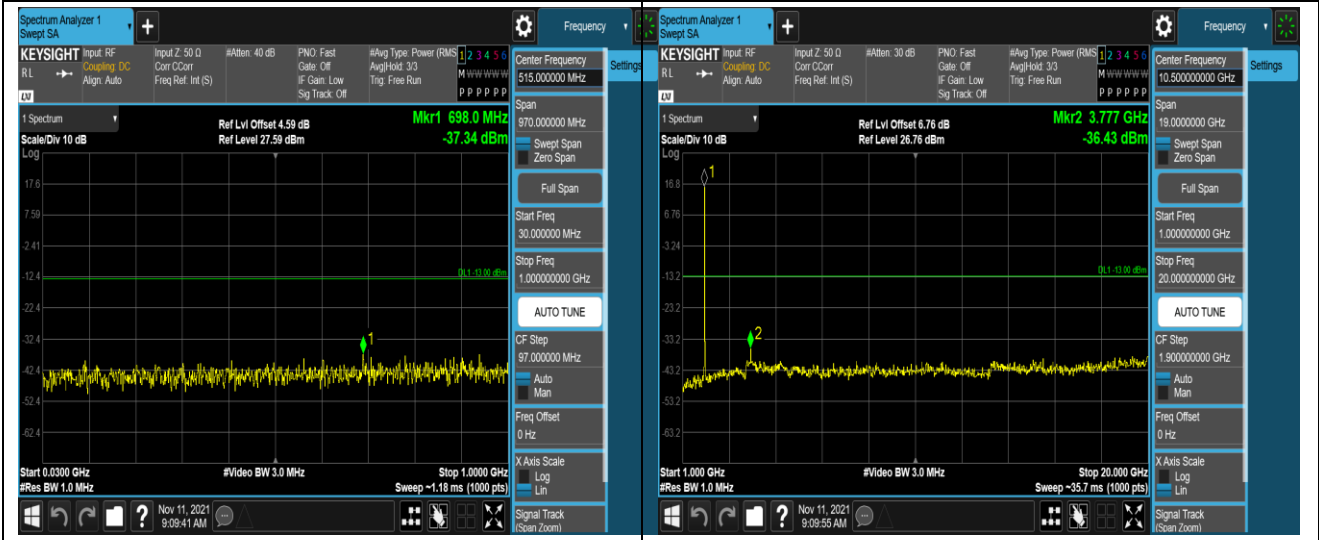 Spectrum Analyzer 1
Swept SA
+
Frequency
KEYSIGHT
RL
LXI
Input: RF
Coupling: DC
Align: Auto
Input Z: 50 Ω
Corr CCorr
Freq Ref: Int (S)
#Atten: 40 dB
PNO: Fast
Gate: Off
IF Gain: Low
Sig Track: Off
#Avg Type: Power (RMS
Avg|Hold: 3/3
Trig: Free Run
1 2 3 4 5 6
M W W W W W
P P P P P P
Center Frequency
515.000000 MHz
Settings
1 Spectrum
Scale/Div 10 dB
Log
Ref Lvl Offset 4.59 dB
Ref Level 27.59 dBm
Mkr1 698.0 MHz
-37.34 dBm
Span
970.000000 MHz
Swept Span
Zero Span
Full Span
Start Freq
30.000000 MHz
Stop Freq
1.000000000 GHz
AUTO TUNE
CF Step
97.000000 MHz
Auto
Man
Freq Offset
0 Hz
X Axis Scale
Log
Lin
Signal Track
(Span Zoom)
17.6
7.59
-2.41
-12.4
DL1 -13.00 dBm
-22.4
-32.4
1
-42.4
-52.4
-62.4
Start 0.0300 GHz
#Res BW 1.0 MHz
#Video BW 3.0 MHz
Stop 1.0000 GHz
Sweep ~1.18 ms (1000 pts)
?
Nov 11, 2021
9:09:41 AM
Spectrum Analyzer 1
Swept SA
+
Frequency
KEYSIGHT
RL
LXI
Input: RF
Coupling: DC
Align: Auto
Input Z: 50 Ω
Corr CCorr
Freq Ref: Int (S)
#Atten: 30 dB
PNO: Fast
Gate: Off
IF Gain: Low
Sig Track: Off
#Avg Type: Power (RMS
Avg|Hold: 3/3
Trig: Free Run
1 2 3 4 5 6
M W W W W W
P P P P P P
Center Frequency
10.500000000 GHz
Settings
1 Spectrum
Scale/Div 10 dB
Log
Ref Lvl Offset 6.76 dB
Ref Level 26.76 dBm
Mkr2 3.777 GHz
-36.43 dBm
Span
19.0000000 GHz
Swept Span
Zero Span
Full Span
Start Freq
1.000000000 GHz
Stop Freq
20.000000000 GHz
AUTO TUNE
CF Step
1.900000000 GHz
Auto
Man
Freq Offset
0 Hz
X Axis Scale
Log
Lin
Signal Track
(Span Zoom)
1
16.8
6.76
-3.24
-13.2
DL1 -13.00 dBm
-23.2
-33.2
2
-43.2
-53.2
-63.2
Start 1.000 GHz
#Res BW 1.0 MHz
#Video BW 3.0 MHz
Stop 20.000 GHz
Sweep ~35.7 ms (1000 pts)
?
Nov 11, 2021
9:09:55 AM